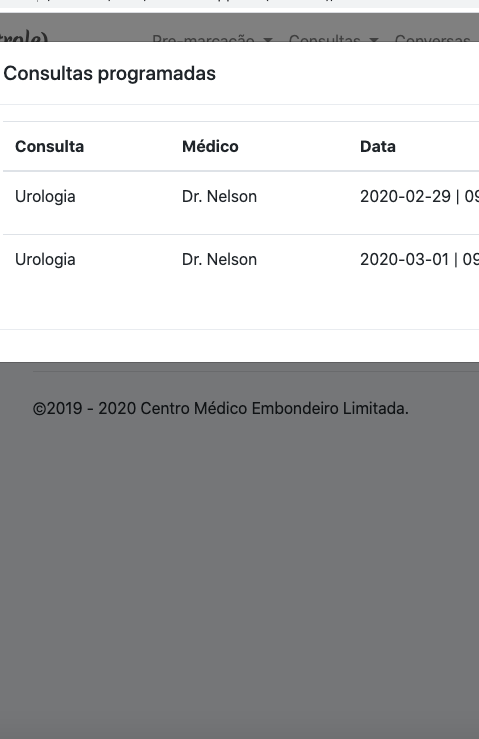 Pre-marcação Consultas Conversas
Consultas programadas
Consulta Médico Data
Urologia Dr. Nelson 2020-02-29 | 09
Urologia Dr. Nelson 2020-03-01 | 09
©2019 - 2020 Centro Médico Embondeiro Limitada.